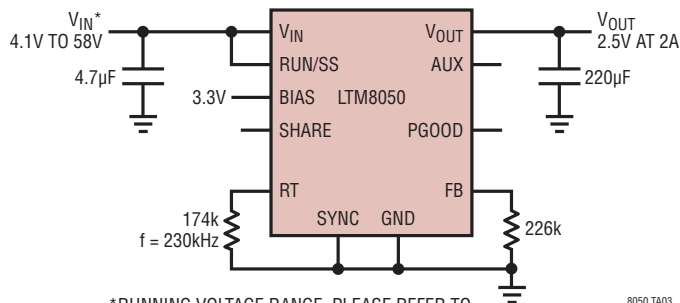 VIN*
4.1V TO 58V
VOUT
2.5V AT 2A
VIN
VOUT
RUN/SS
AUX
4.7µF
220µF
3.3V
BIAS
LTM8050
SHARE
PGOOD
RT
FB
174k
f = 230kHz
SYNC
GND
226k
*RUNNING VOLTAGE RANGE. PLEASE REFER TO
8050 TA03